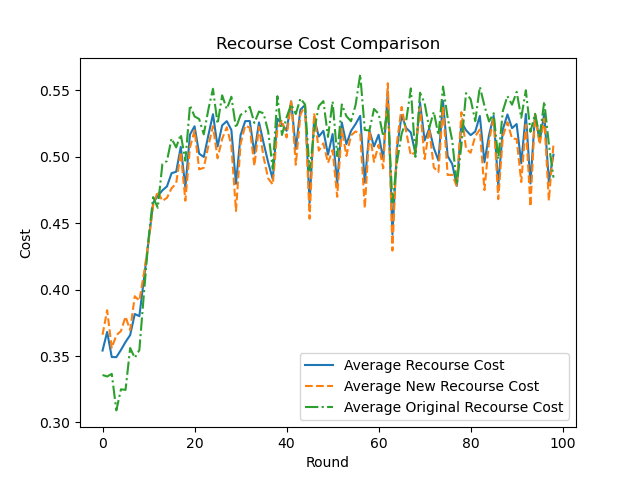 Recourse Cost Comparison
0.55
0.50
0.45
0.40
0.35
0.30
Cost
0
20
40
60
80
100
Round
Average Recourse Cost
Average New Recourse Cost
Average Original Recourse Cost